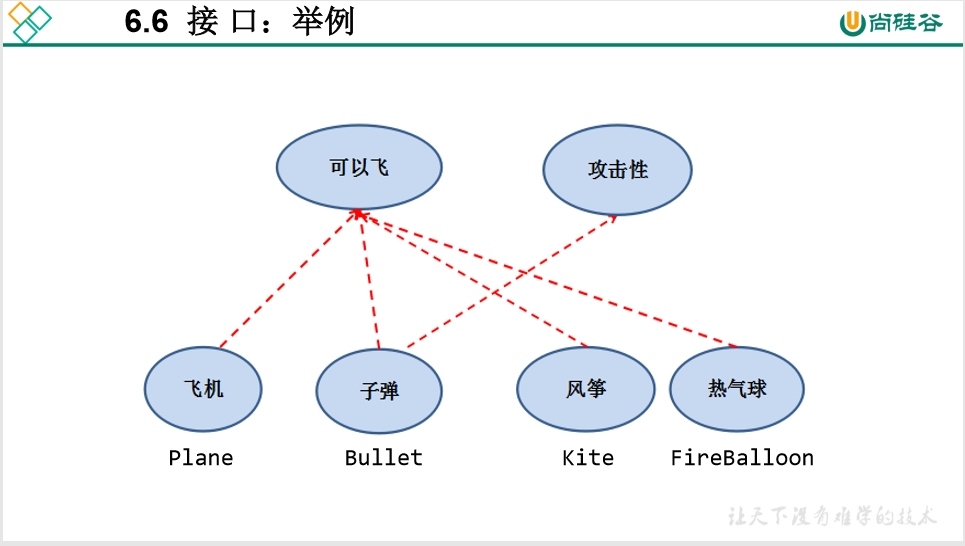 6.6 接 口：举例
尚硅谷
可以飞
攻击性
飞机
子弹
风筝
热气球
Plane
Bullet
Kite
FireBalloon
让天下没有难学的技术